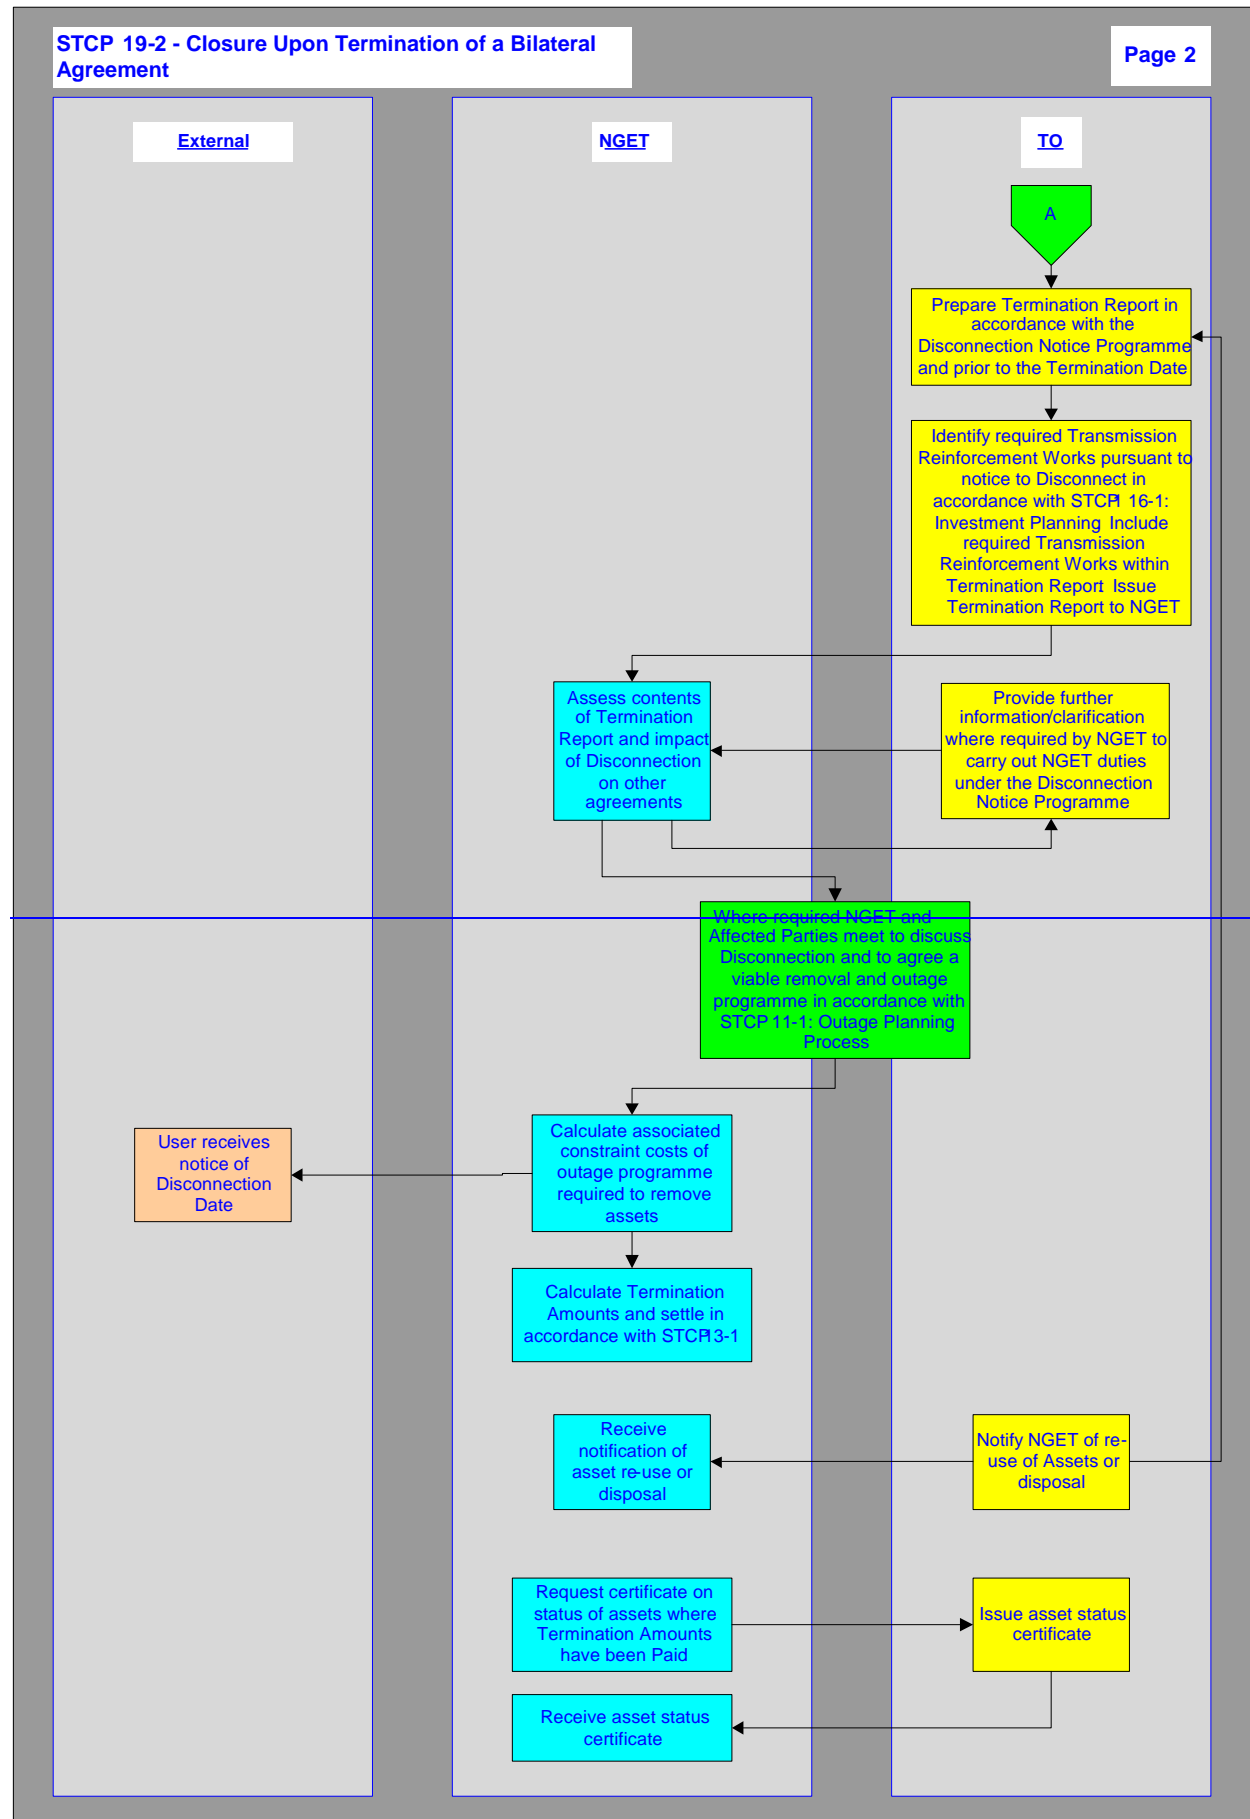 STCP 19-2 - Closure Upon Termination of a Bilateral
Agreement
Page 2
External
NGET
TO
A
Prepare Termination Report in
accordance with the
Disconnection Notice Programme
and prior to the Termination Date
Identify required Transmission
Reinforcement Works pursuant to
notice to Disconnect in
accordance with STCP 16-1:
Investment Planning Include
required Transmission
Reinforcement Works within
Termination Report Issue
Termination Report to NGET
Assess contents
of Termination
Report and impact
of Disconnection
on other
agreements
Provide further
information/clarification
where required by NGET to
carry out NGET duties
under the Disconnection
Notice Programme
Where required NGET and
Affected Parties meet to discuss
Disconnection and to agree a
viable removal and outage
programme in accordance with
STCP 11-1: Outage Planning
Process
Calculate associated
constraint costs of
outage programme
required to remove
assets
User receives
notice of
Disconnection
Date
Calculate Termination
Amounts and settle in
accordance with STCP13-1
Receive
notification of
asset re-use or
disposal
Notify NGET of re-
use of Assets or
disposal
Request certificate on
status of assets where
Termination Amounts
have been Paid
Issue asset status
certificate
Receive asset status
certificate